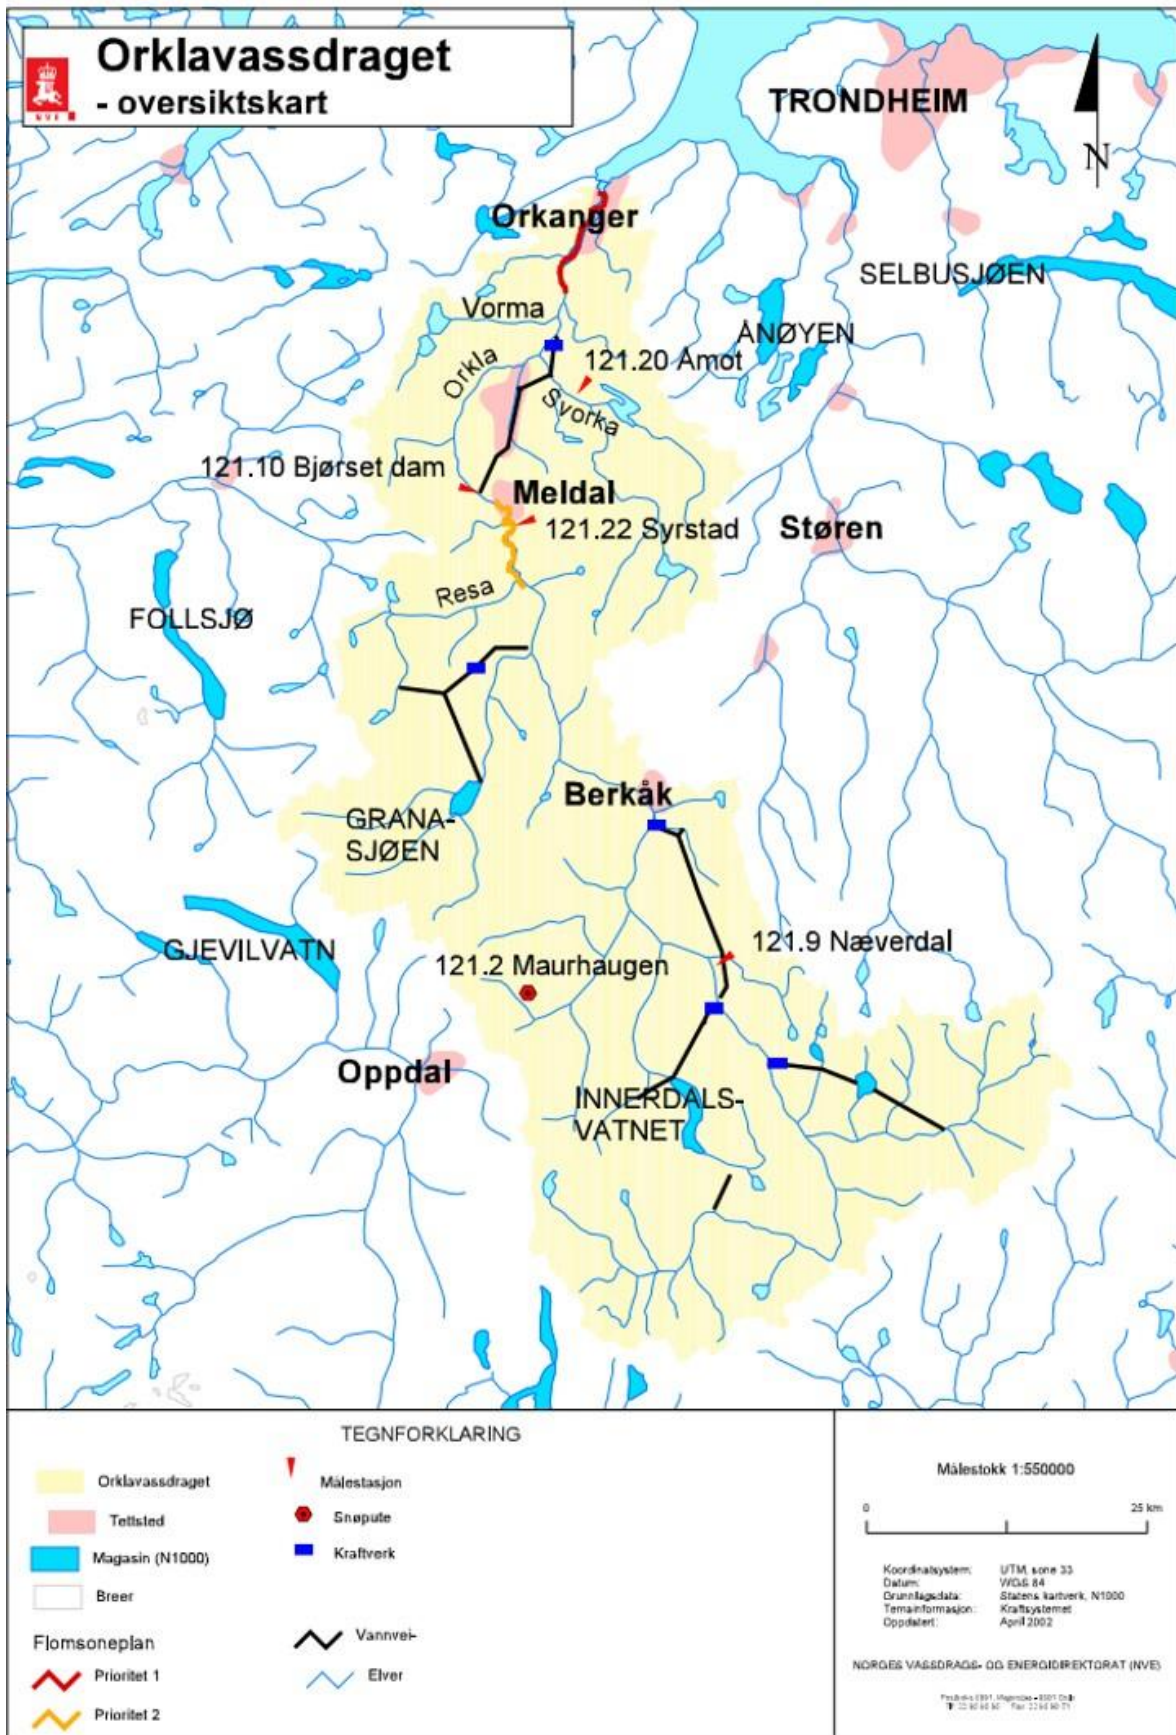 Orklavassdraget
- oversiktskart
NVE
TRONDHEIM
N
Orkanger
SELBUSJØEN
Vorma
ÅNØYEN
Orkla
121.20 Åmot
Svorka
121.10 Bjørset dam
Meldal
121.22 Syrstad
Støren
Resa
FOLLSJØ
Berkåk
GRANA-
SJØEN
GJEVILVATN
121.9 Næverdal
121.2 Maurhaugen
Oppdal
INNERDALS-
VATNET
TEGNFORKLARING
Orklavassdraget
Tettsted
Magasin (N1000)
Breer
Flomsoneplan
Prioritet 1
Prioritet 2
Målestasjon
Snøpute
Kraftverk
Vannvei-
Elver
Målestokk 1:550000
0 25 km
Koordinatsystem: UTM, sone 33
Datum: WGS 84
Grunnlagsdata: Statens kartverk, N1000
Temainformasjon: Kraftsystemet
Oppdatert: April 2002
NORGES VASSDRAGS- OG ENERGIDIREKTORAT (NVE)